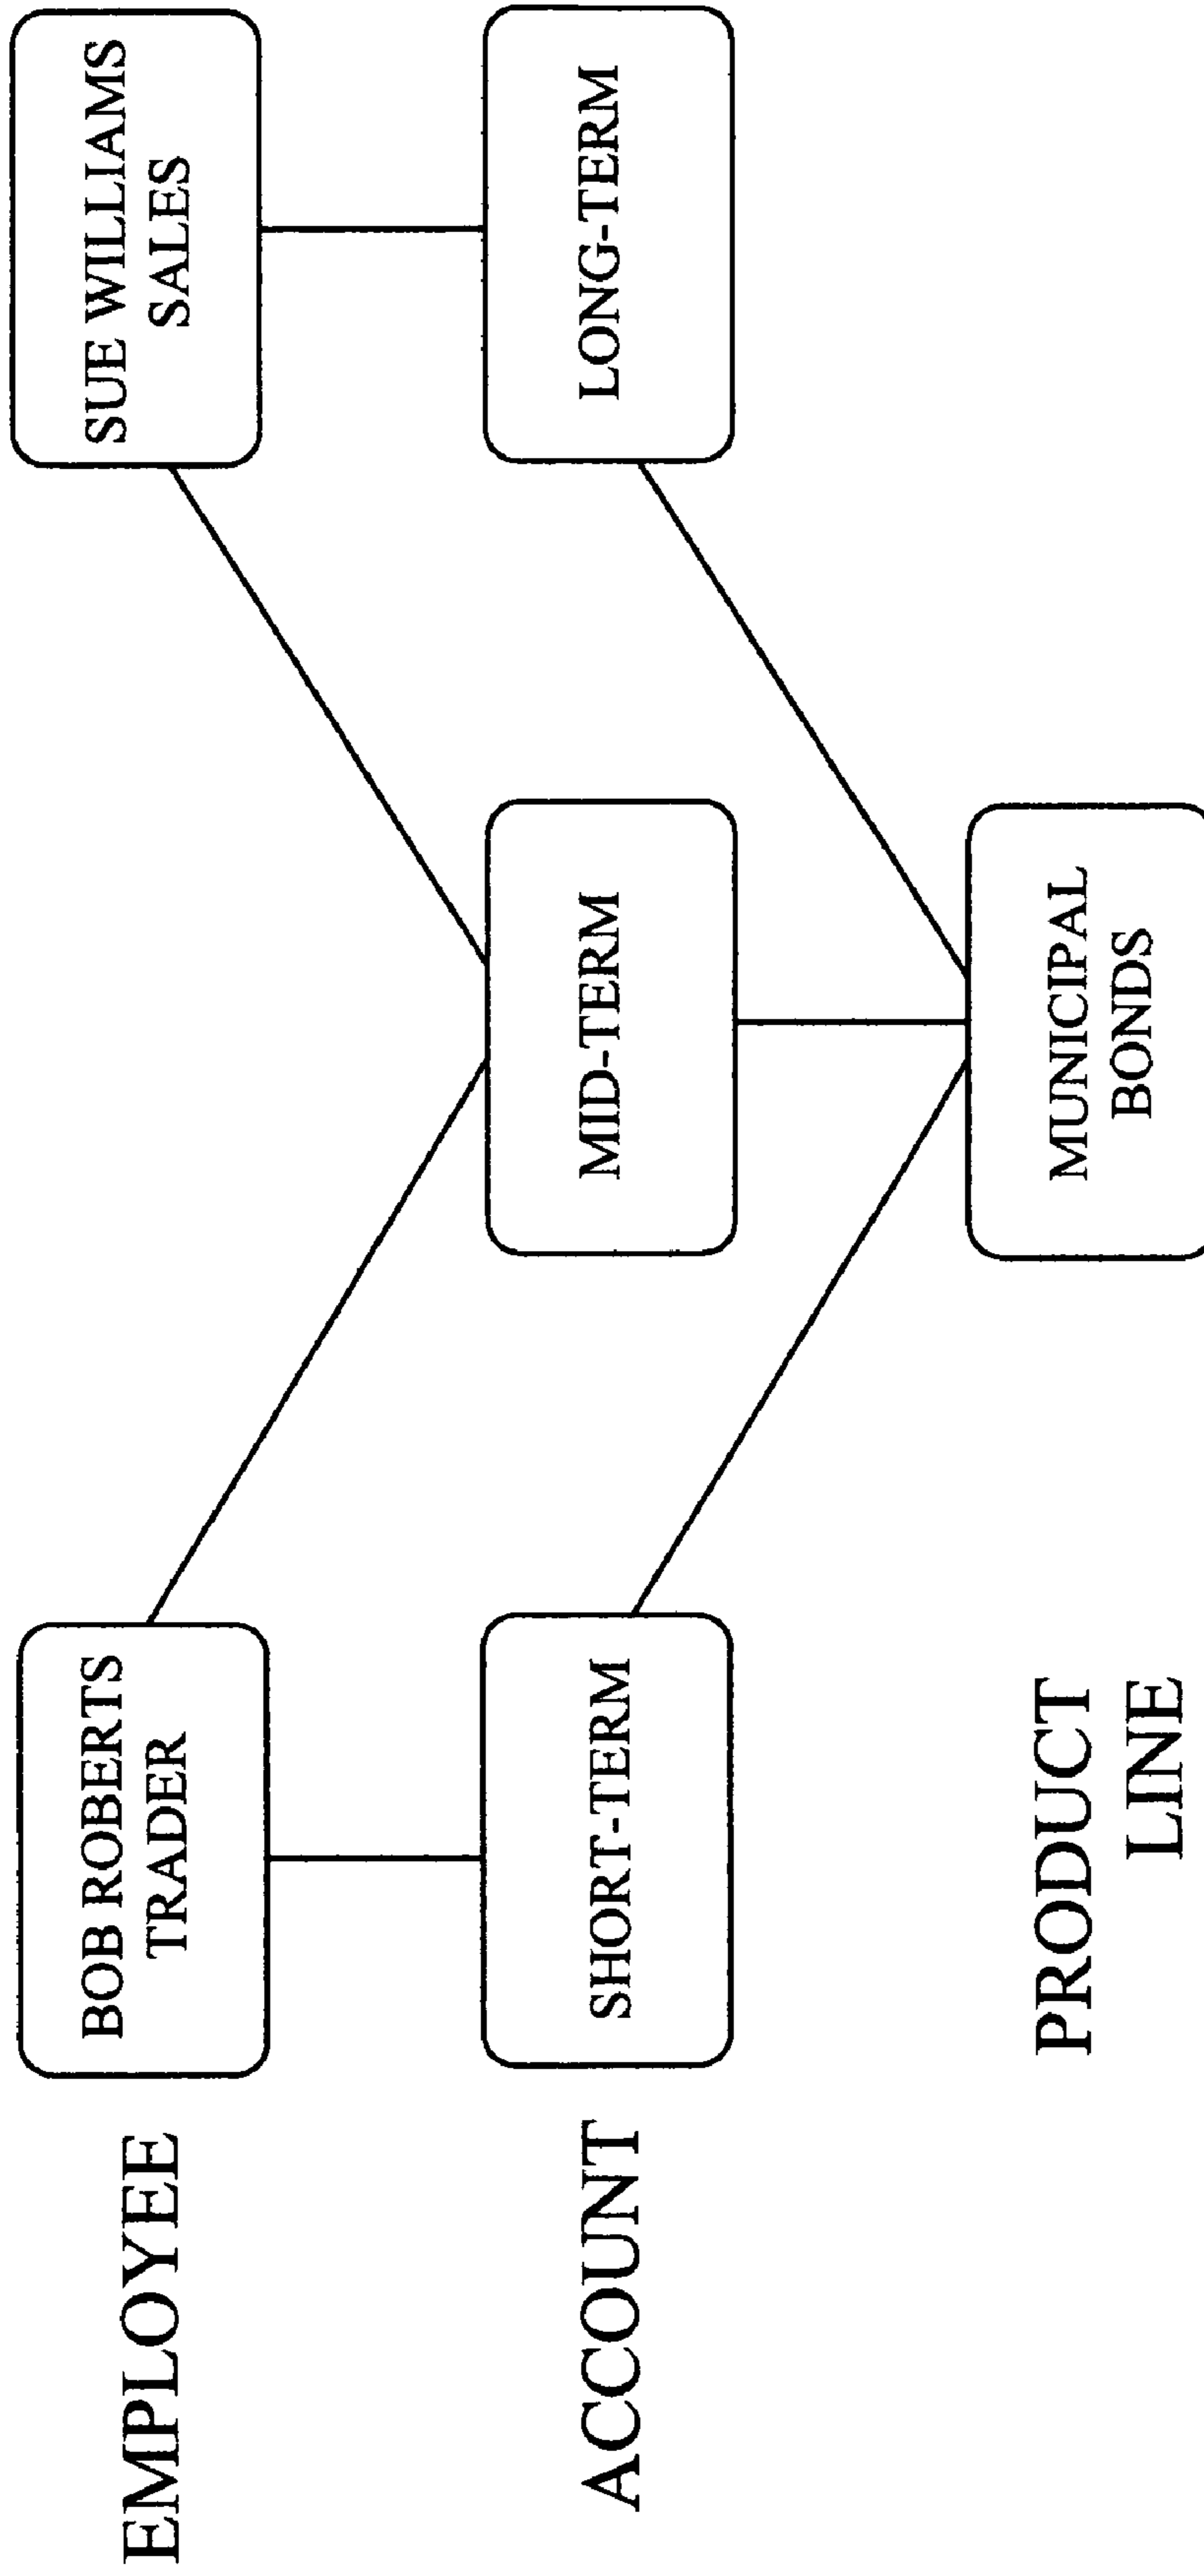 EMPLOYEE
BOB ROBERTS
TRADER
SUE WILLIAMS
SALES
ACCOUNT
SHORT-TERM
MID-TERM
LONG-TERM
PRODUCT
LINE
MUNICIPAL
BONDS